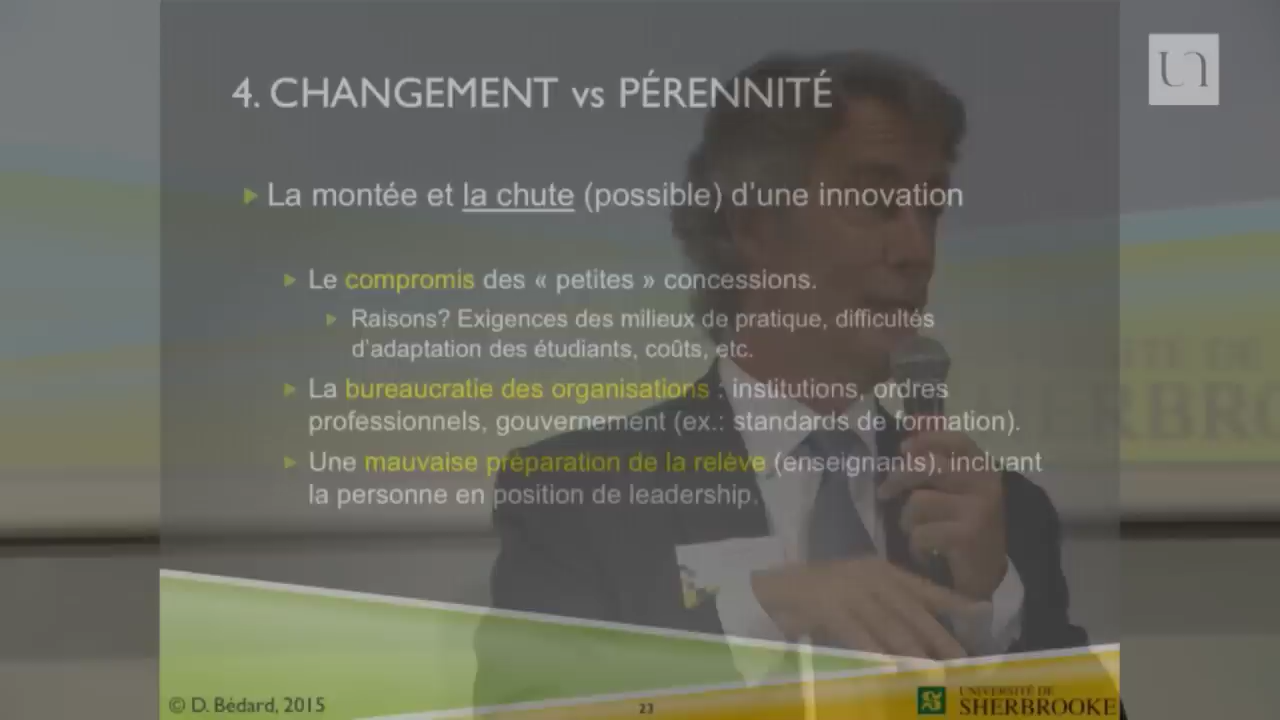 4. CHANGEMENT vs PÉRENNITÉ
La montée et la chute (possible) d'une innovation
Le compromis des « petites » concessions.
Raisons? Exigences des milieux de pratique, difficultés
d'adaptation des étudiants, coûts, etc.
La bureaucratie des organisations : institutions, ordres
professionnels, gouvernement (ex.: standards de formation).
Une mauvaise préparation de la relève (enseignants), incluant
la personne en position de leadership.
© D. Bédard, 2015
23
UNIVERSITÉ DE
SHERBROOKE